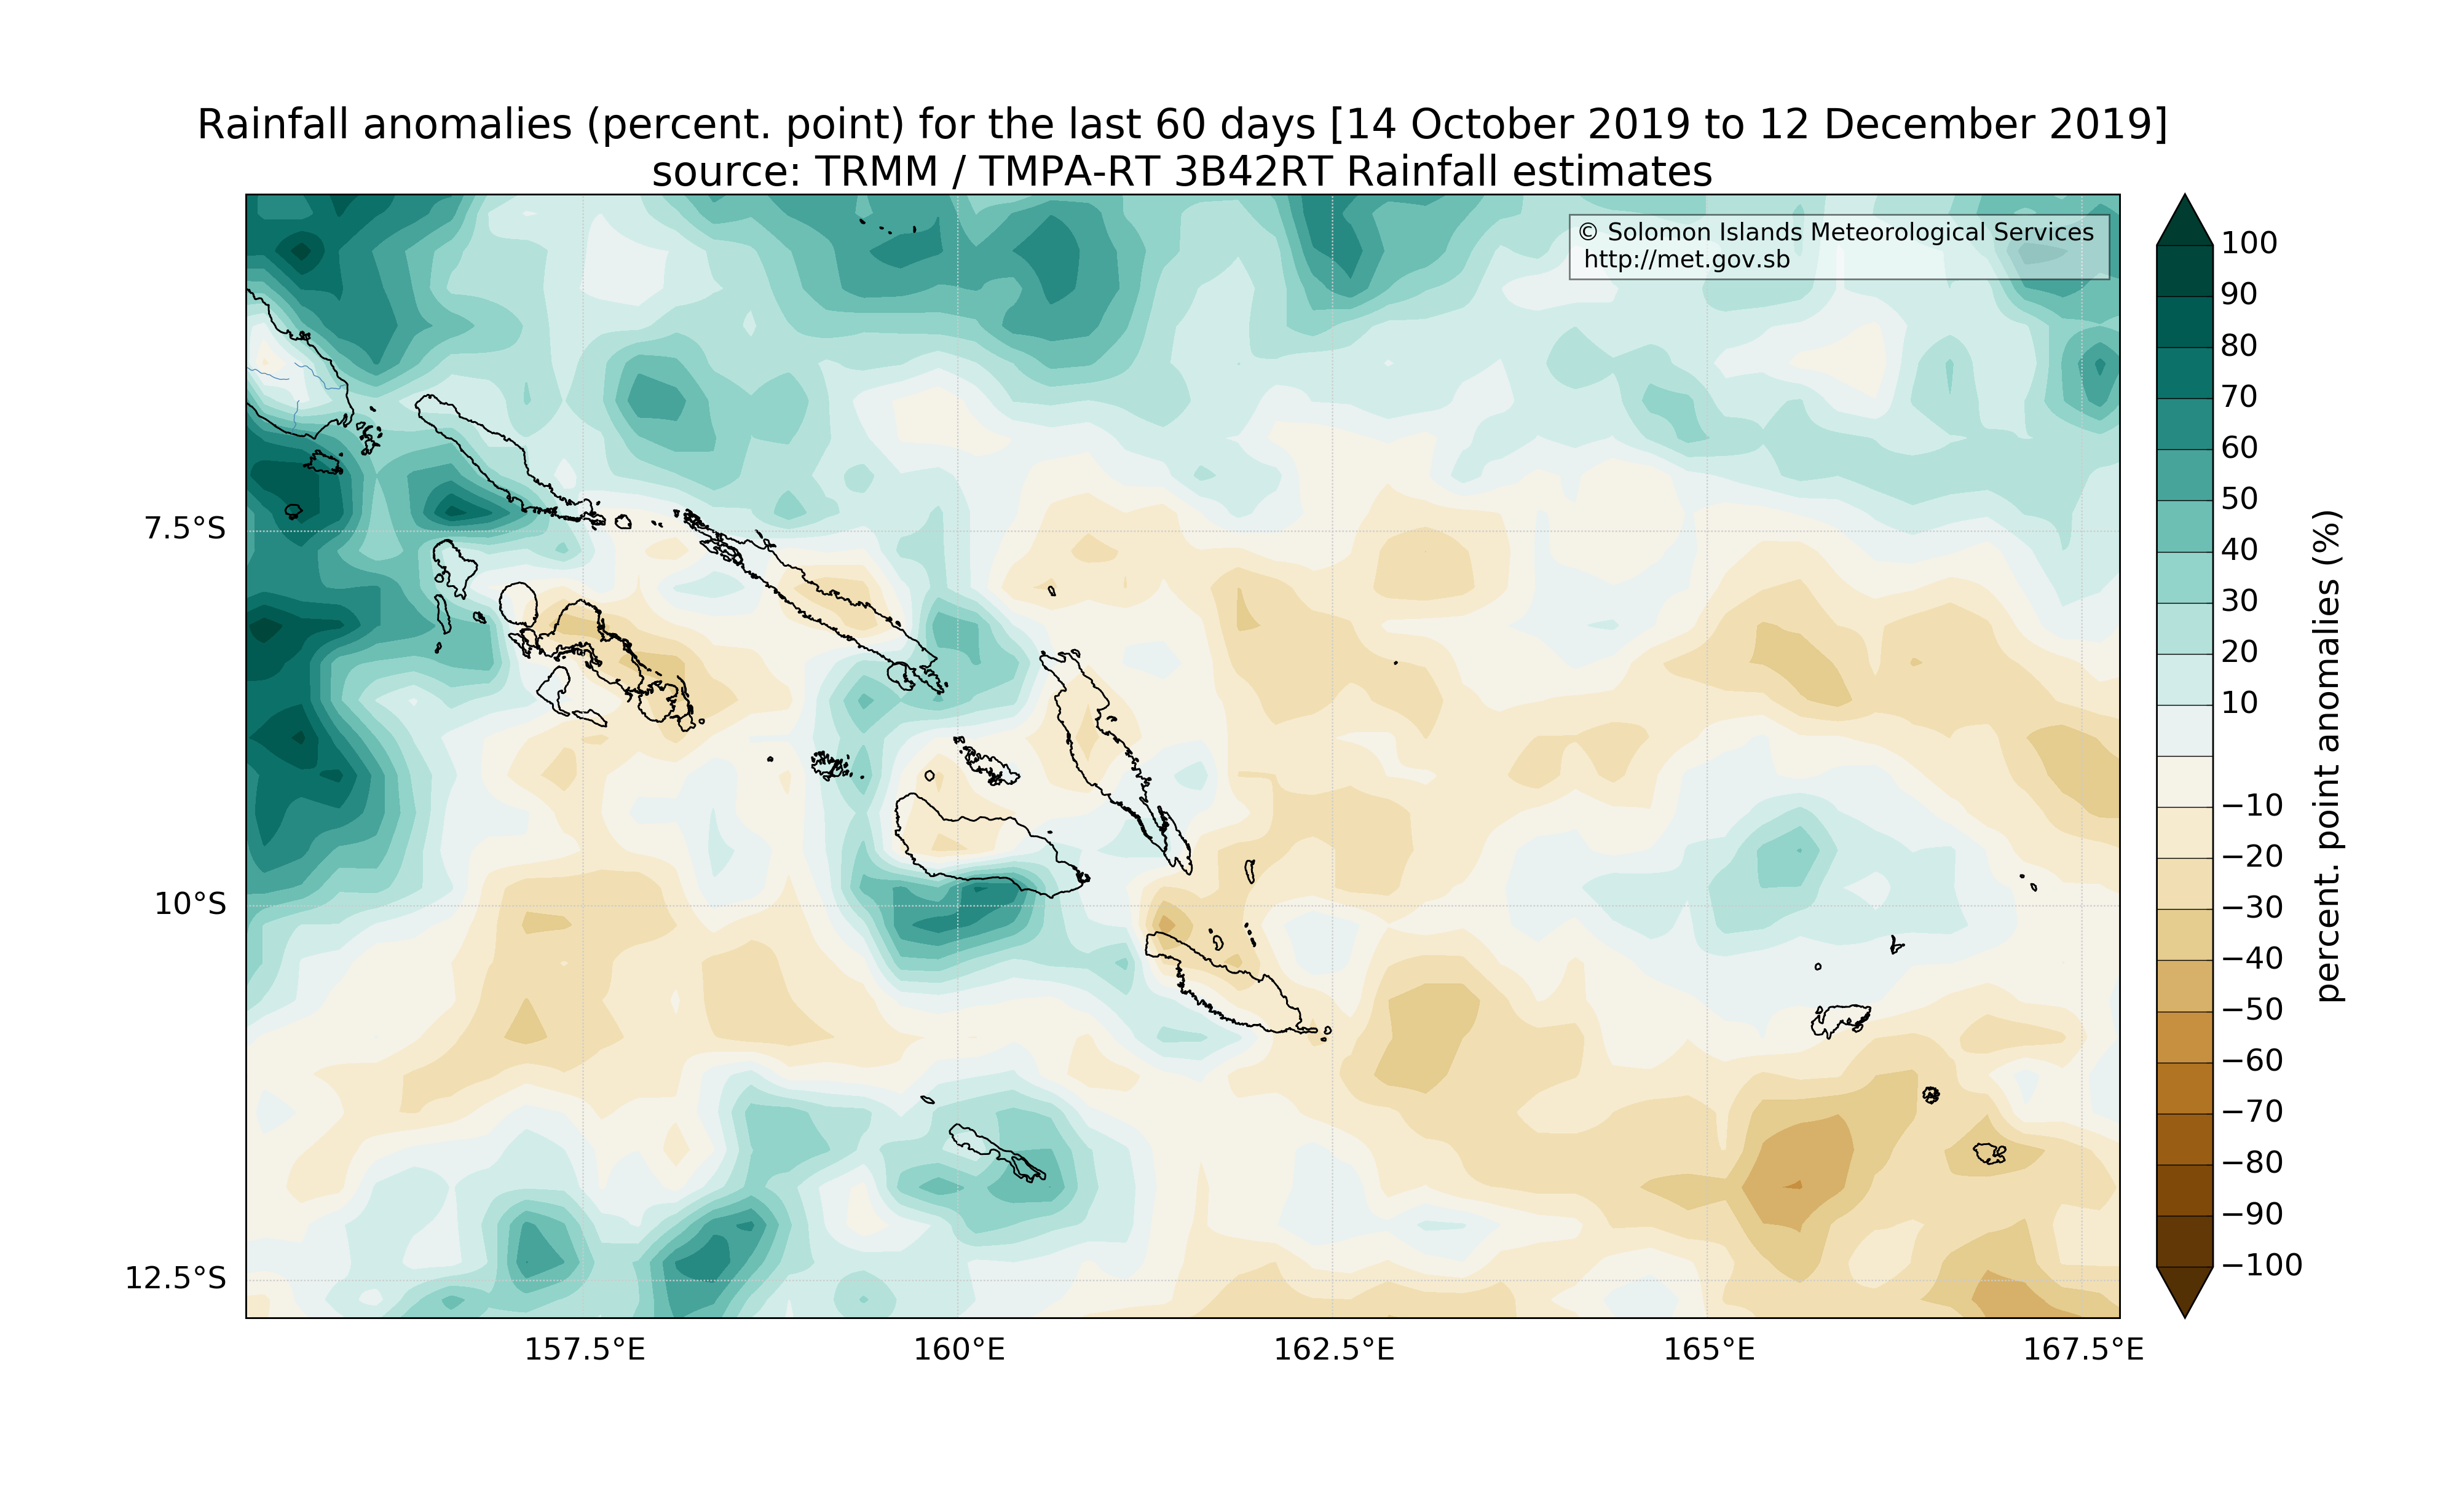 Rainfall anomalies (percent. point) for the last 60 days [14 October 2019 to 12 December 2019]
source: TRMM / TMPA-RT 3B42RT Rainfall estimates
© Solomon Islands Meteorological Services
http://met.gov.sb
7.5°S
10°S
12.5°S
157.5°E
160°E
162.5°E
165°E
167.5°E
100
90
80
70
60
50
40
30
20
10
−10
−20
−30
−40
−50
−60
−70
−80
−90
−100
percent. point anomalies (%)